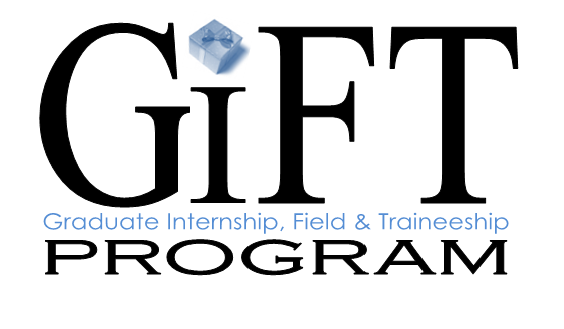 GiFT
Graduate Internship, Field & Traineeship
PROGRAM